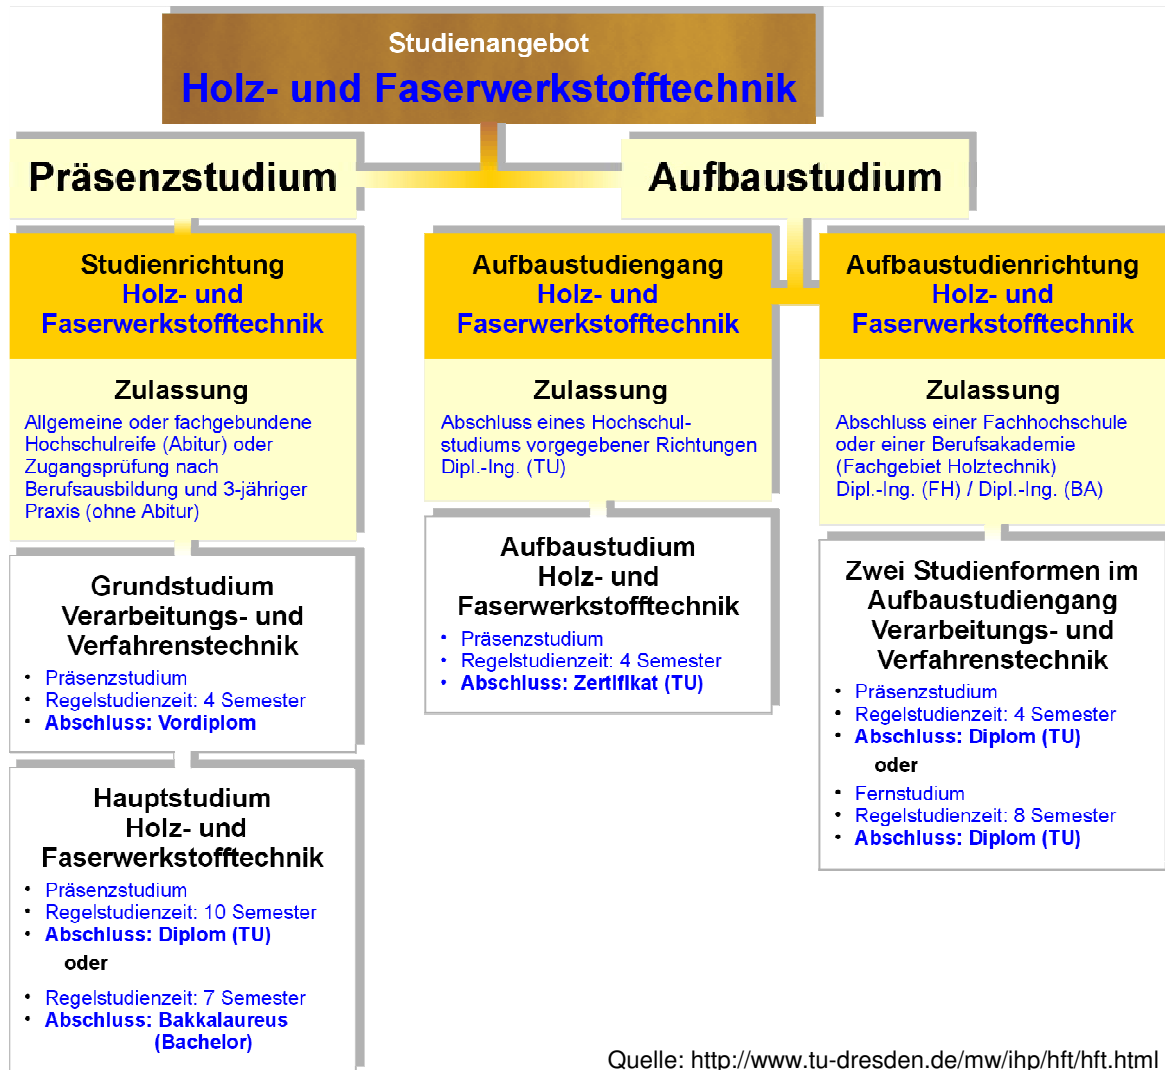 Studienangebot
Holz- und Faserwerkstofftechnik
Präsenzstudium
Aufbaustudium
Studienrichtung
Holz- und
Faserwerkstofftechnik
Zulassung
Allgemeine oder fachgebundene
Hochschulreife (Abitur) oder
Zugangsprüfung nach
Berufsausbildung und 3-jähriger
Praxis (ohne Abitur)
Grundstudium
Verarbeitungs- und
Verfahrenstechnik
• Präsenzstudium
• Regelstudienzeit: 4 Semester
• Abschluss: Vordiplom
Hauptstudium
Holz- und
Faserwerkstofftechnik
• Präsenzstudium
• Regelstudienzeit: 10 Semester
• Abschluss: Diplom (TU)
oder
• Regelstudienzeit: 7 Semester
• Abschluss: Bakkalaureus
(Bachelor)
Aufbaustudiengang
Holz- und
Faserwerkstofftechnik
Zulassung
Abschluss eines Hochschul-
studiums vorgegebener Richtungen
Dipl.-Ing. (TU)
Aufbaustudium
Holz- und
Faserwerkstofftechnik
• Präsenzstudium
• Regelstudienzeit: 4 Semester
• Abschluss: Zertifikat (TU)
Aufbaustudienrichtung
Holz- und
Faserwerkstofftechnik
Zulassung
Abschluss einer Fachhochschule
oder einer Berufsakademie
(Fachgebiet Holztechnik)
Dipl.-Ing. (FH) / Dipl.-Ing. (BA)
Zwei Studienformen im
Aufbaustudiengang
Verarbeitungs- und
Verfahrenstechnik
• Präsenzstudium
• Regelstudienzeit: 4 Semester
• Abschluss: Diplom (TU)
oder
• Fernstudium
• Regelstudienzeit: 8 Semester
• Abschluss: Diplom (TU)
Quelle: http://www.tu-dresden.de/mw/ihp/hft/hft.html